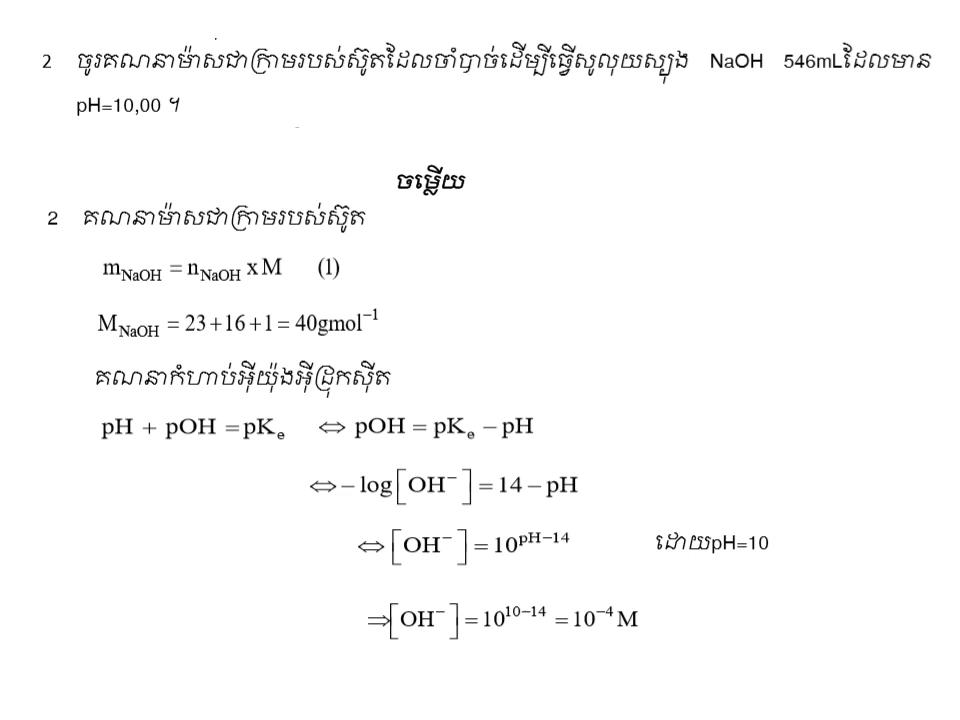 2 ចូរគណនាម៉ាសជាក្រាមរបស់ស៊ូតដែលចាំបាច់ដើម្បីធ្វើសូលុយស្យុង NaOH 546mLដែលមាន
pH=10,00 ។
ចម្លើយ
2 គណនាម៉ាសជាក្រាមរបស់ស៊ូត
m_NaOH = n_NaOH x M (1)
M_NaOH = 23+16+1 = 40gmol⁻¹
គណនាកំហាប់អ៊ីយ៉ុងអ៊ីដ្រុកស៊ីត
pH + pOH = pKₑ ⇔ pOH = pKₑ − pH
⇔ − log[OH⁻] = 14 − pH
⇔ [OH⁻] = 10^(pH−14) ដោយpH=10
⇒ [OH⁻] = 10^(10−14) = 10⁻⁴ M